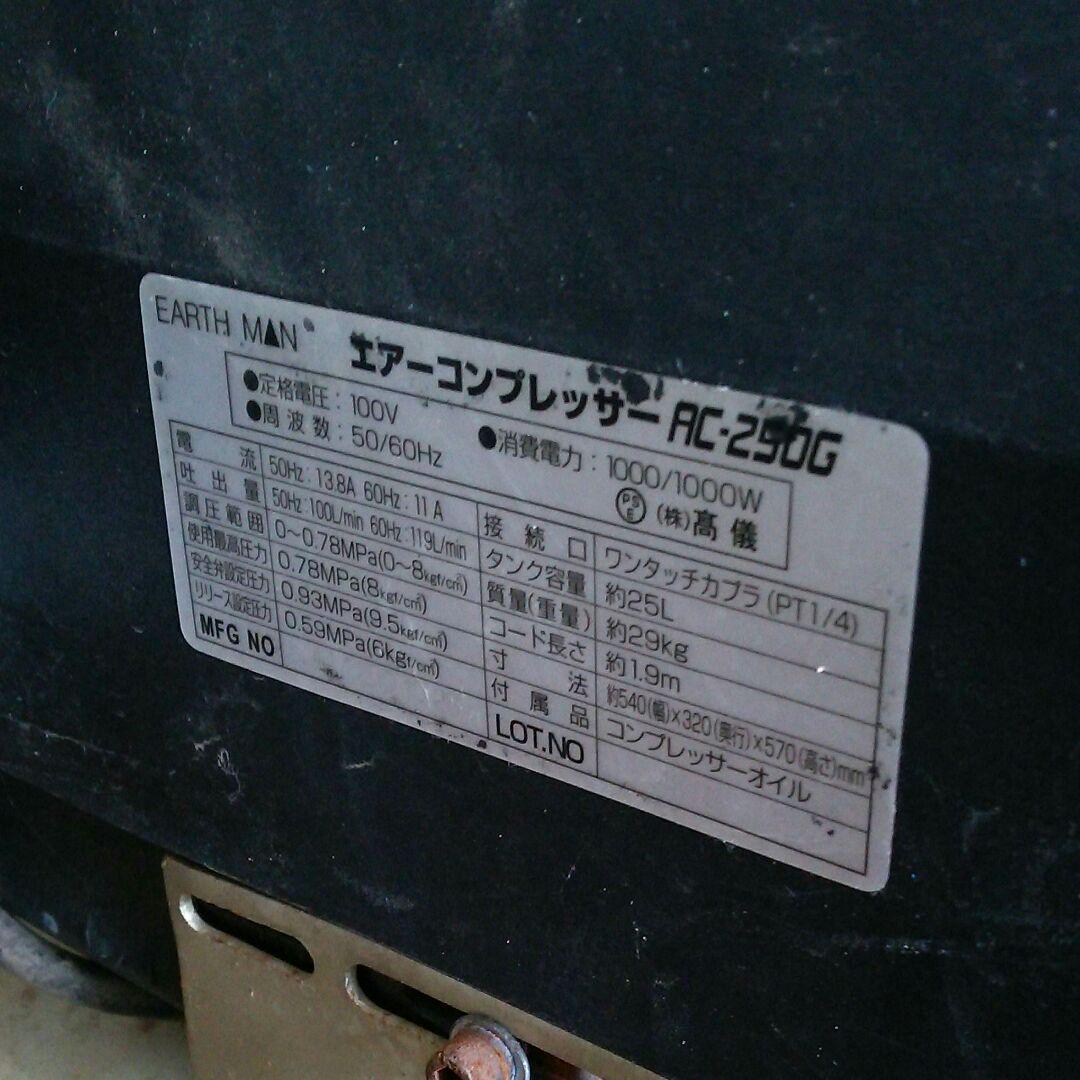 EARTH MAN エアーコンプレッサー AC-250G
●定格電圧：100V ●消費電力：1000/1000W
●周波数：50/60Hz PSE (株)髙儀
電流 50Hz：13.8A 60Hz：11A
吐出量 50Hz：100L/min 60Hz：119L/min
調圧範囲 0〜0.78MPa(0〜8kgf/c㎡)
使用最高圧力 0.78MPa(8kgf/c㎡)
安全弁設定圧力 0.93MPa(9.5kgf/c㎡)
リリース設定圧力 0.59MPa(6kgf/c㎡)
MFG NO
接続口 ワンタッチカプラ(PT1/4)
タンク容量 約25L
質量(重量) 約29kg
コード長さ 約1.9m
寸法 約540(幅)×320(奥行)×570(高さ)mm
付属品 コンプレッサーオイル
LOT.NO